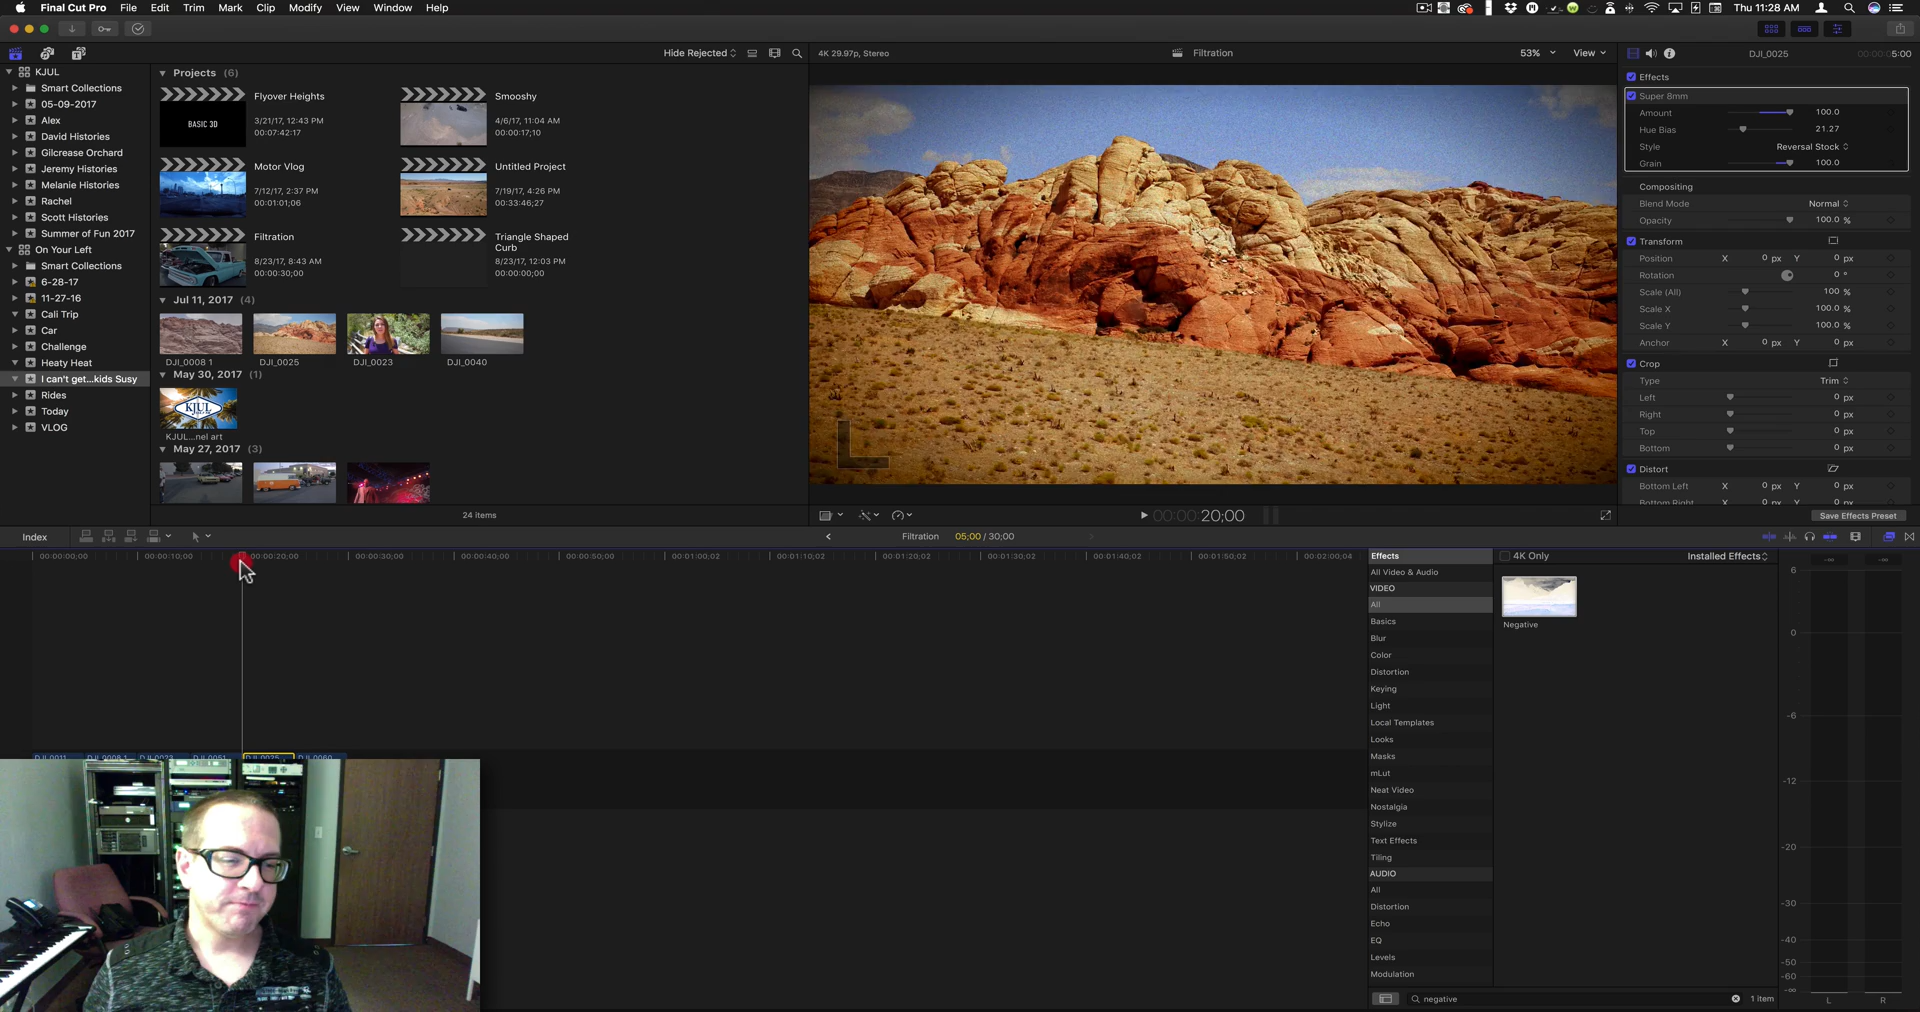 Final Cut Pro File Edit Trim Mark Clip Modify View Window Help
Thu 11:28 AM
Hide Rejected
4K 29.97p, Stereo
Filtration
53%
View
DJI_0025
5:00
KJUL
Smart Collections
05-09-2017
Alex
David Histories
Gilcrease Orchard
Jeremy Histories
Melanie Histories
Rachel
Scott Histories
Summer of Fun 2017
On Your Left
Smart Collections
6-28-17
11-27-16
Cali Trip
Car
Challenge
Heaty Heat
I can't get...kids Susy
Rides
Today
VLOG
Projects (6)
BASIC 3D
Flyover Heights
3/21/17, 12:43 PM
00:07:42:17
Smooshy
4/6/17, 11:04 AM
00:00:17;10
Motor Vlog
7/12/17, 2:37 PM
00:01:01;06
Untitled Project
7/19/17, 4:26 PM
00:33:46;27
Filtration
8/23/17, 8:43 AM
00:00:30;00
Triangle Shaped
Curb
8/23/17, 12:03 PM
00:00:00;00
Jul 11, 2017 (4)
DJI_0008 1
DJI_0025
DJI_0023
DJI_0040
May 30, 2017 (1)
KJUL
KJUL...nel art
May 27, 2017 (3)
24 items
00:00:20;00
Effects
Super 8mm
Amount 100.0
Hue Bias 21.27
Style Reversal Stock
Grain 100.0
Compositing
Blend Mode Normal
Opacity 100.0 %
Transform
Position X 0 px Y 0 px
Rotation 0 °
Scale (All) 100 %
Scale X 100.0 %
Scale Y 100.0 %
Anchor X 0 px Y 0 px
Crop
Type Trim
Left 0 px
Right 0 px
Top 0 px
Bottom 0 px
Distort
Bottom Left X 0 px Y 0 px
Bottom Right X 0 px Y 0 px
Save Effects Preset
Index
Filtration 05;00 / 30;00
00:00:00;00 00:00:10;00 00:00:20;00 00:00:30;00 00:00:40;00 00:00:50;00 00:01:00;02 00:01:10;02 00:01:20;02 00:01:30;02 00:01:40;02 00:01:50;02 00:02:00;04
DJI_0011 DJI_0008 1 DJI_0023 DJI_0051 DJI_0025 DJI_0060
Effects
All Video & Audio
VIDEO
All
Basics
Blur
Color
Distortion
Keying
Light
Local Templates
Looks
Masks
mLut
Neat Video
Nostalgia
Stylize
Text Effects
Tiling
AUDIO
All
Distortion
Echo
EQ
Levels
Modulation
4K Only
Installed Effects
Negative
negative
1 item
6
0
-6
-12
-20
-30
-40
-50
-60
-∞
L R